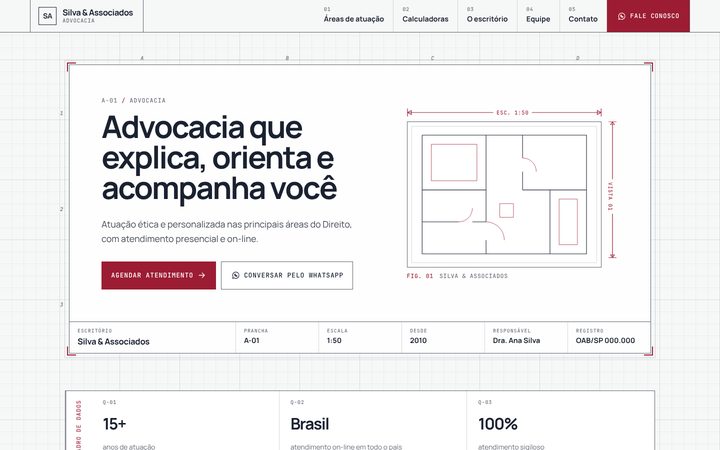 SA
Silva & Associados
ADVOCACIA
01
Áreas de atuação
02
Calculadoras
03
O escritório
04
Equipe
05
Contato
FALE CONOSCO
A
B
C
D
1
2
3
A-01 / ADVOCACIA
Advocacia que
explica, orienta e
acompanha você
Atuação ética e personalizada nas principais áreas do Direito,
com atendimento presencial e on-line.
AGENDAR ATENDIMENTO →
CONVERSAR PELO WHATSAPP
ESC. 1:50
VISTA 01
FIG. 01 SILVA & ASSOCIADOS
ESCRITÓRIO
Silva & Associados
PRANCHA
A-01
ESCALA
1:50
DESDE
2010
RESPONSÁVEL
Dra. Ana Silva
REGISTRO
OAB/SP 000.000
DRO DE DADOS
Q-01
15+
anos de atuação
Q-02
Brasil
atendimento on-line em todo o país
Q-03
100%
atendimento sigiloso